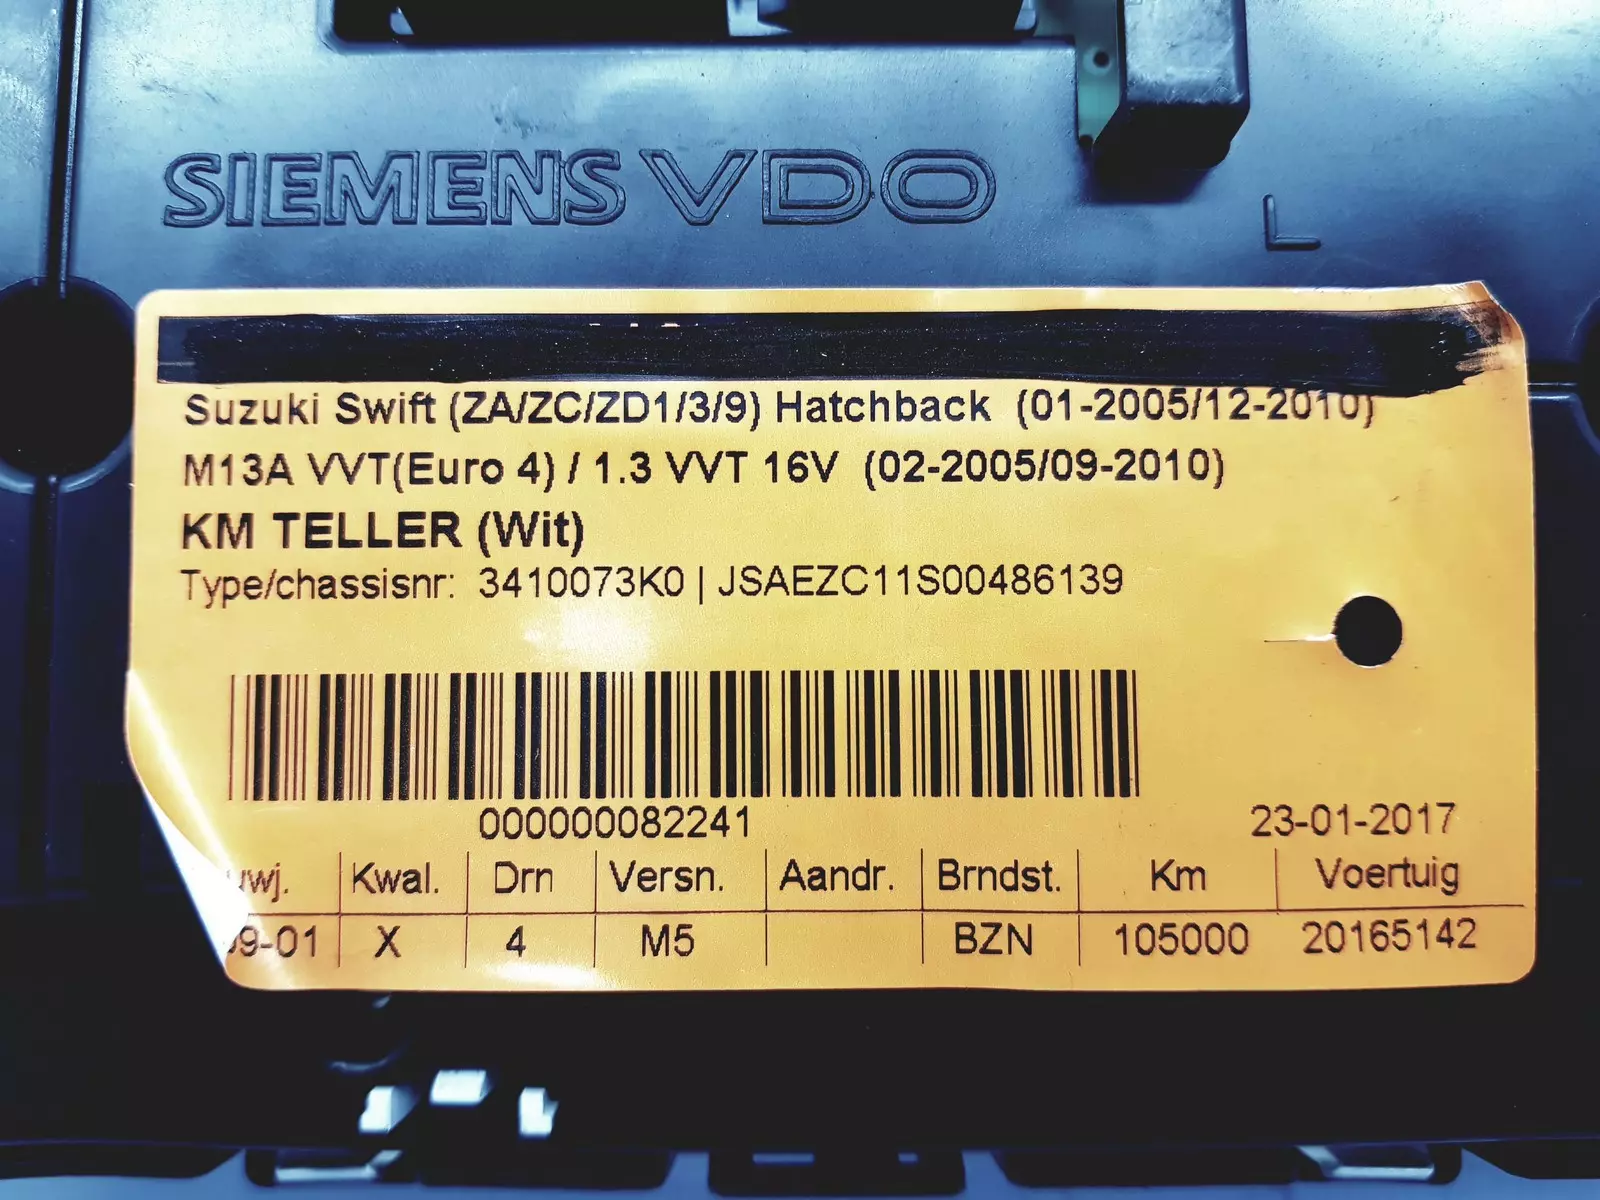 SIEMENS VDO
L
Suzuki Swift (ZA/ZC/ZD1/3/9) Hatchback (01-2005/12-2010)
M13A VVT(Euro 4) / 1.3 VVT 16V (02-2005/09-2010)
KM TELLER (Wit)
Type/chassisnr: 3410073K0 | JSAEZC11S00486139
000000082241 23-01-2017
Kwal. Drn Versn. Aandr. Brndst. Km Voertuig
9-01 X 4 M5 BZN 105000 20165142